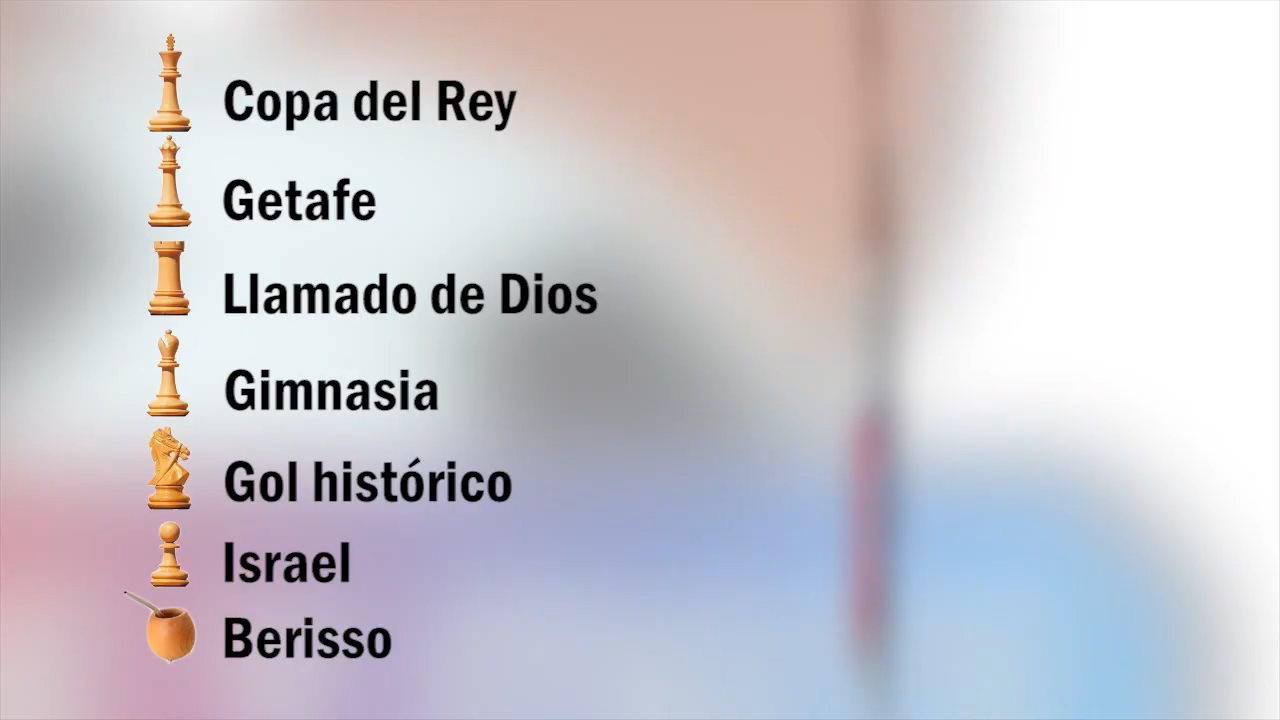 Copa del Rey
Getafe
Llamado de Dios
Gimnasia
Gol histórico
Israel
Berisso